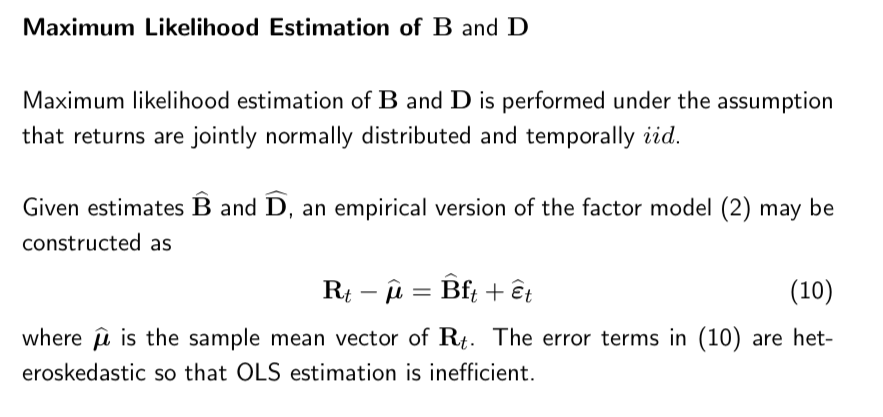 Maximum Likelihood Estimation of B and D
Maximum likelihood estimation of B and D is performed under the assumption
that returns are jointly normally distributed and temporally iid.
Given estimates B̂ and D̂, an empirical version of the factor model (2) may be
constructed as
R_t − μ̂ = B̂f_t + ε̂_t (10)
where μ̂ is the sample mean vector of R_t. The error terms in (10) are het-
eroskedastic so that OLS estimation is inefficient.